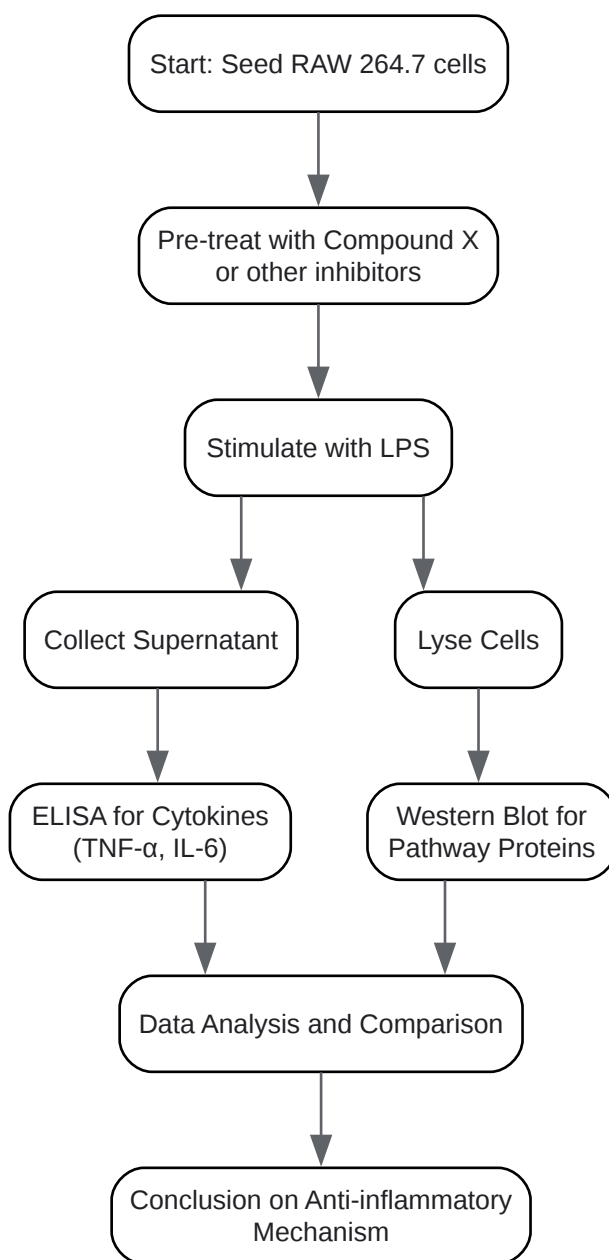 Start: Seed RAW 264.7 cells
Pre-treat with Compound X
or other inhibitors
Stimulate with LPS
Collect Supernatant
Lyse Cells
ELISA for Cytokines
(TNF-α, IL-6)
Western Blot for
Pathway Proteins
Data Analysis and Comparison
Conclusion on Anti-inflammatory
Mechanism